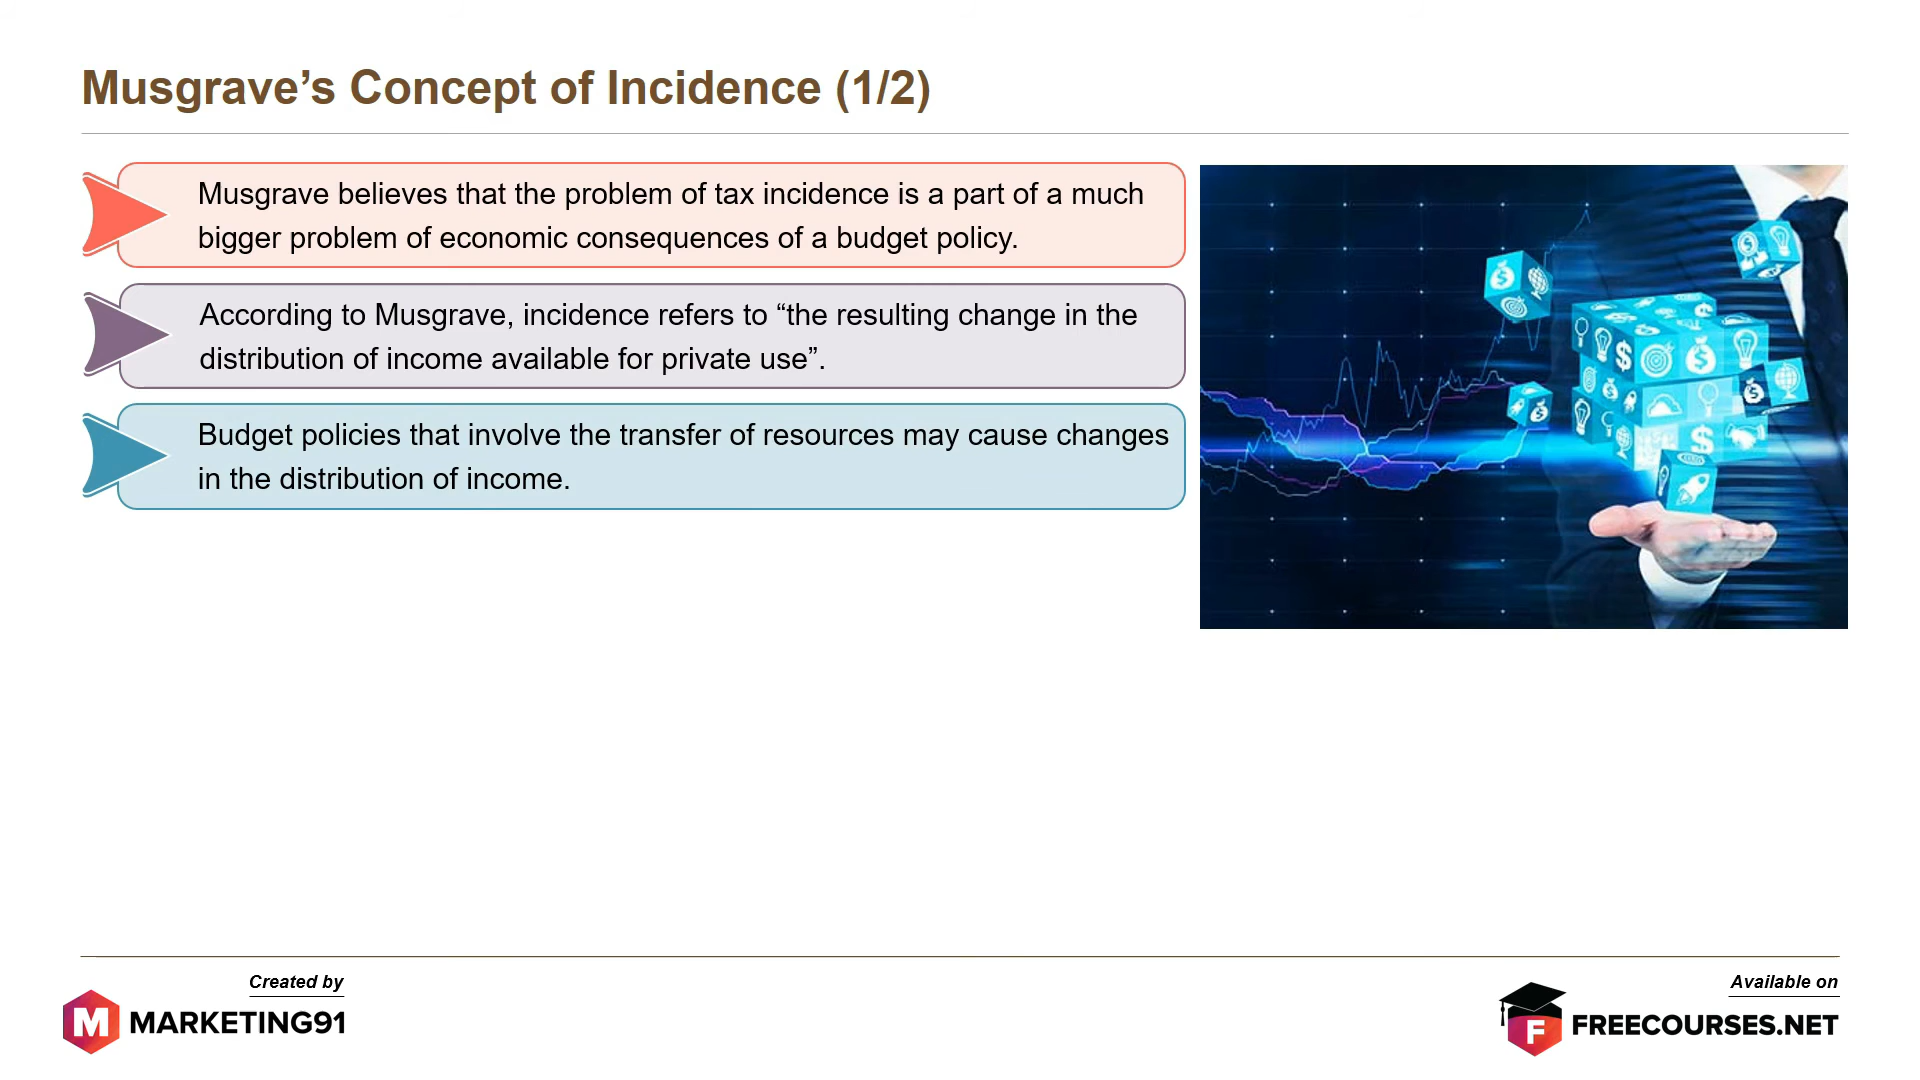 Musgrave’s Concept of Incidence (1/2)
Musgrave believes that the problem of tax incidence is a part of a much
bigger problem of economic consequences of a budget policy.
According to Musgrave, incidence refers to “the resulting change in the
distribution of income available for private use”.
Budget policies that involve the transfer of resources may cause changes
in the distribution of income.
Created by
M MARKETING91
Available on
F FREECOURSES.NET